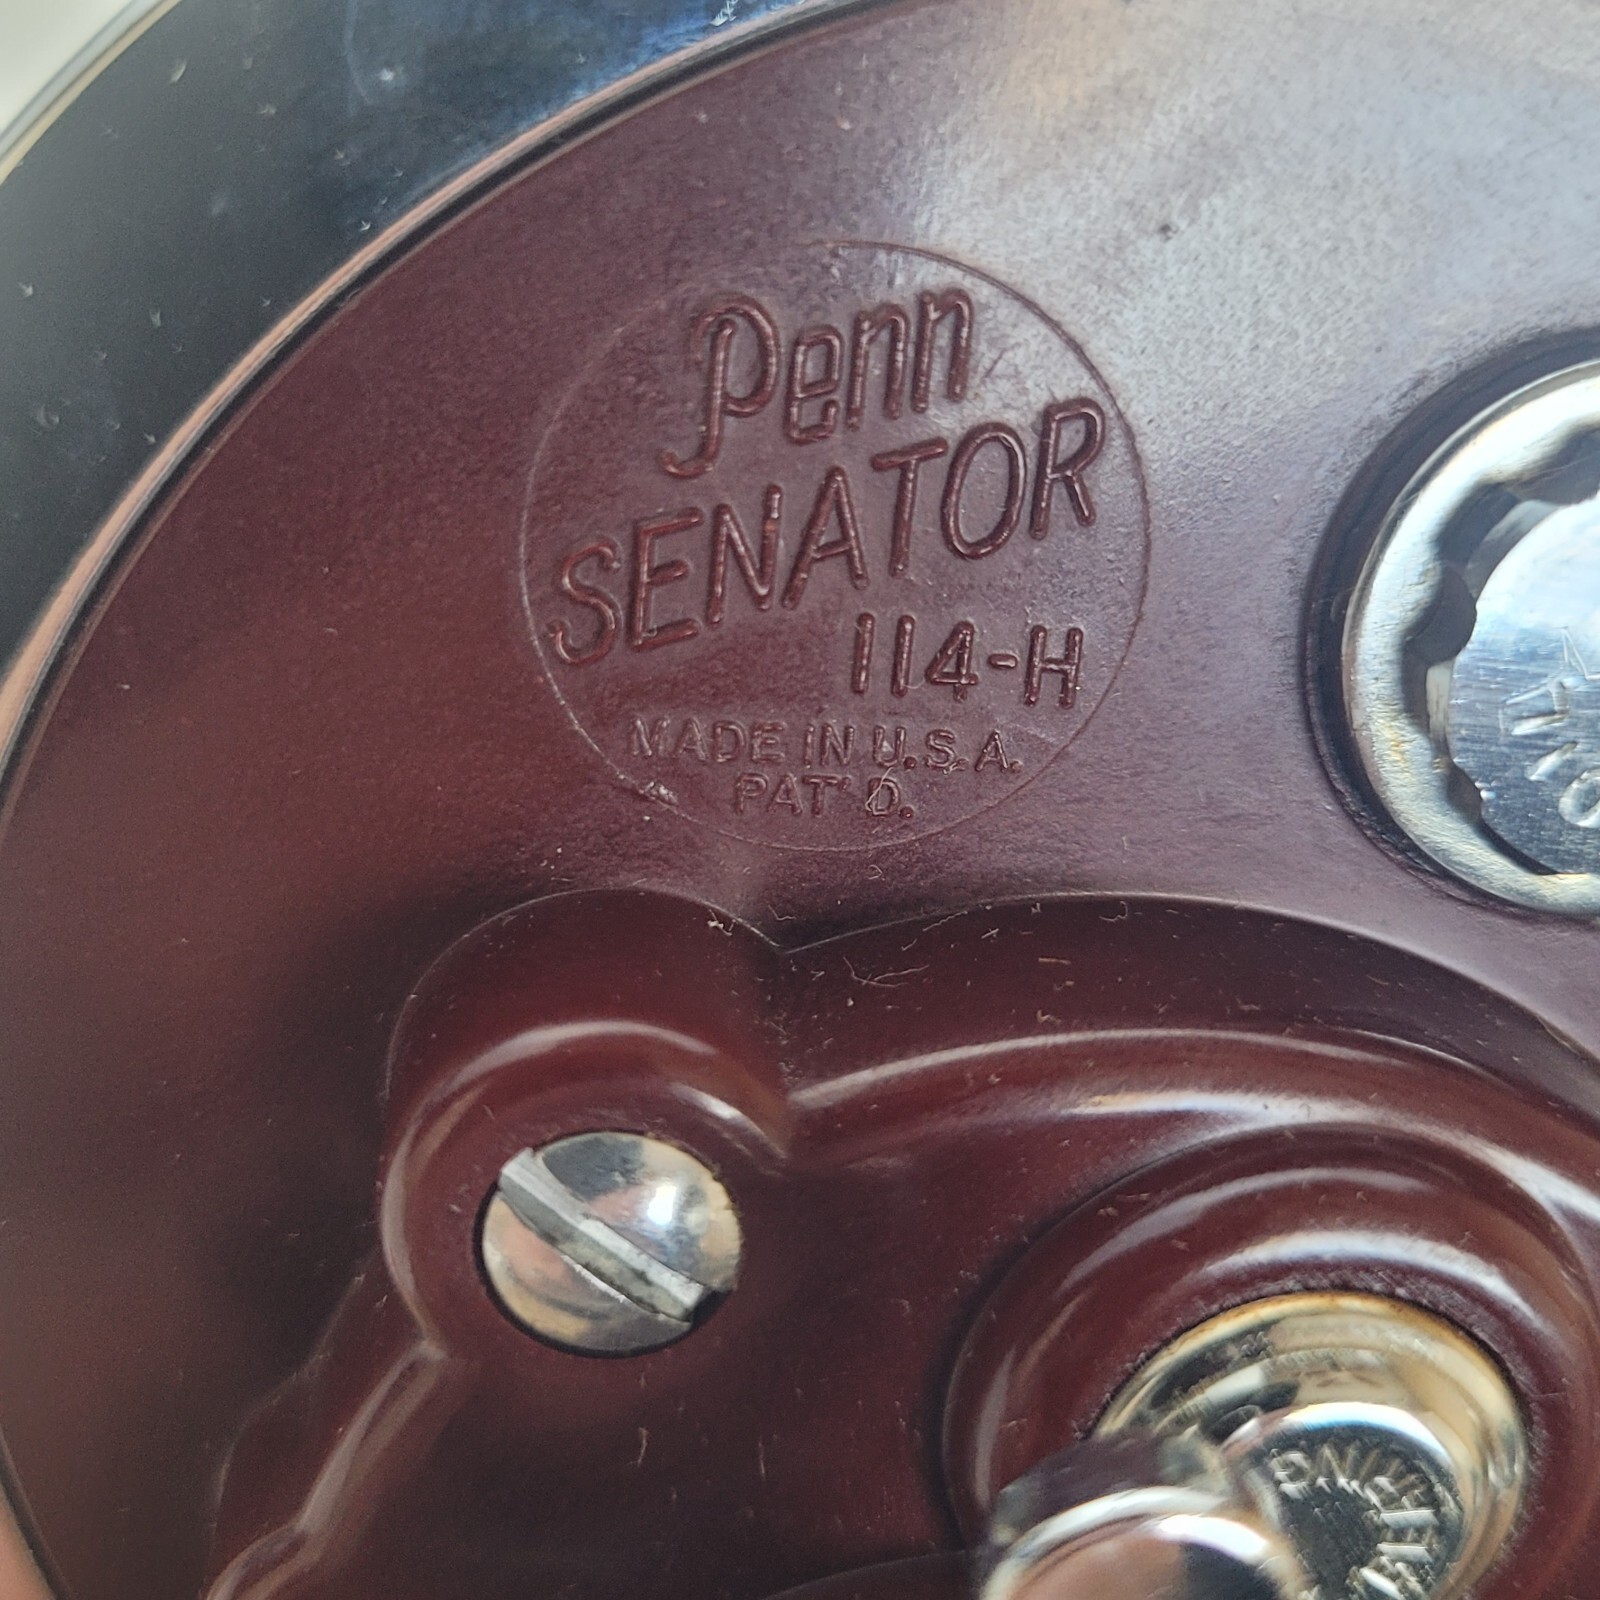 Penn
SENATOR
114-H
MADE IN U.S.A.
PAT'D.